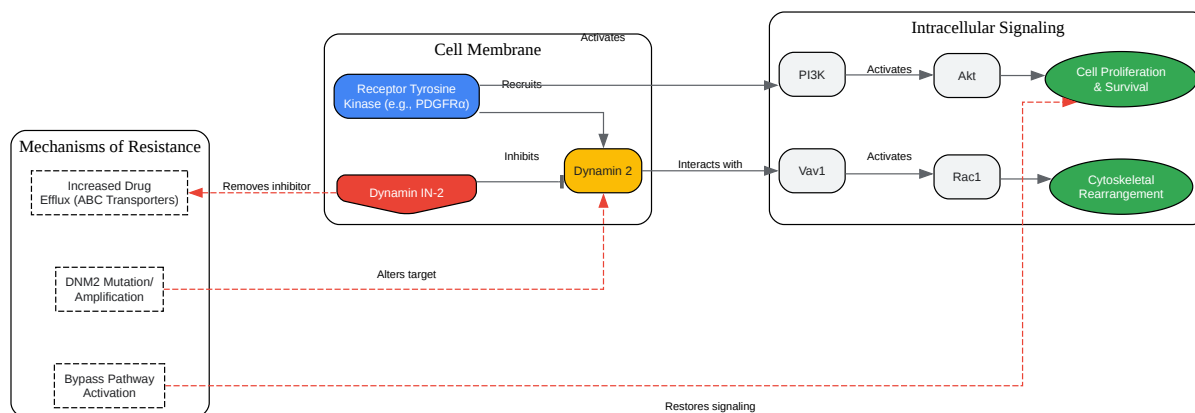 Activates
Intracellular Signaling
Cell Membrane
Receptor Tyrosine
Kinase (e.g., PDGFRα)
Recruits
PI3K
Activates
Akt
Cell Proliferation
& Survival
Mechanisms of Resistance
Increased Drug
Efflux (ABC Transporters)
Removes inhibitor
Dynamin IN-2
Inhibits
Dynamin 2
Interacts with
Vav1
Activates
Rac1
Cytoskeletal
Rearrangement
DNM2 Mutation/
Amplification
Alters target
Bypass Pathway
Activation
Restores signaling